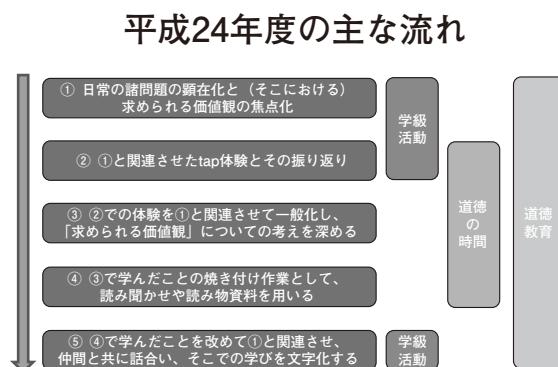 平成24年度の主な流れ
① 日常の諸問題の顕在化と（そこにおける）
求められる価値観の焦点化
学級
活動
② ①と関連させたtap体験とその振り返り
③ ②での体験を①と関連させて一般化し、
「求められる価値観」についての考えを深める
道徳
の
時間
道徳
教育
④ ③で学んだことの焼き付け作業として、
読み聞かせや読み物資料を用いる
⑤ ④で学んだことを改めて①と関連させ、
仲間と共に話合い、そこでの学びを文字化する
学級
活動